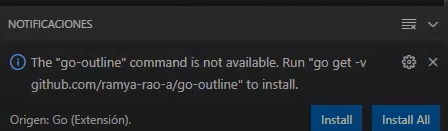 NOTIFICACIONES
The "go-outline" command is not available. Run "go get -v
github.com/ramya-rao-a/go-outline" to install.
Origen: Go (Extensión). Install Install All